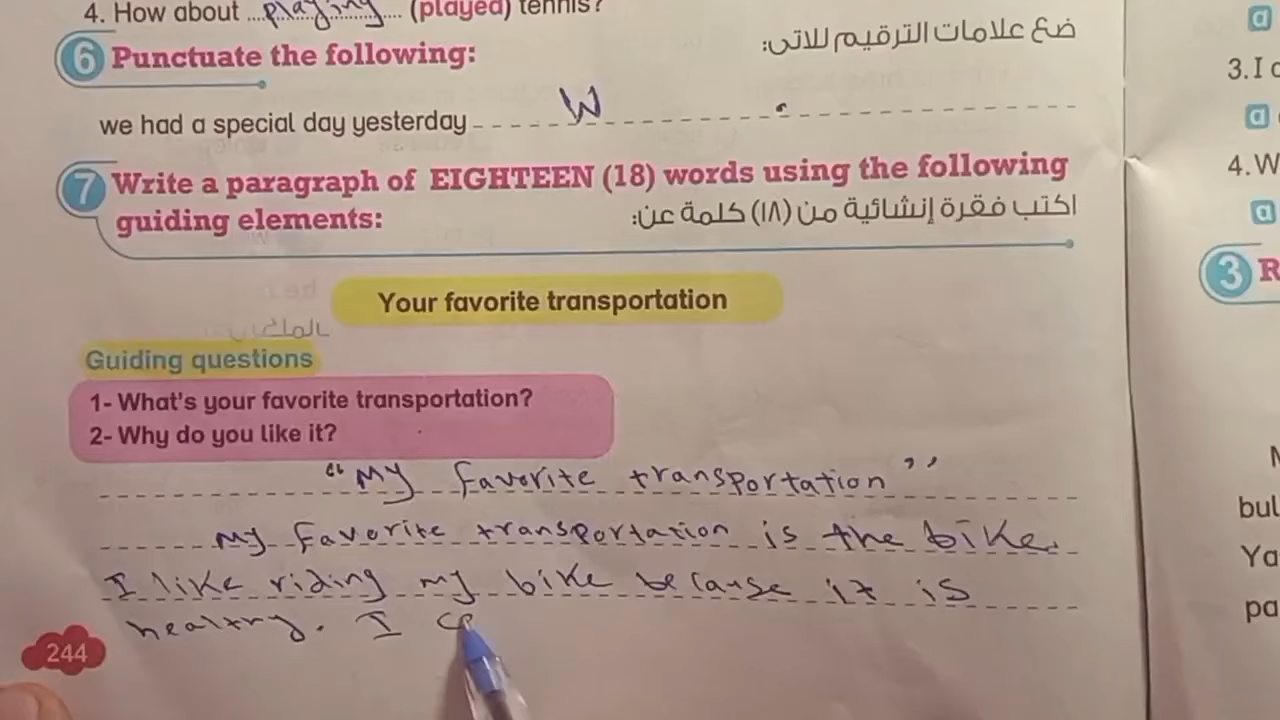 4. How about playing (played) tennis?
6 Punctuate the following:
ضع علامات الترقيم للاتى:
we had a special day yesterday W .
7 Write a paragraph of EIGHTEEN (18) words using the following
guiding elements:
اكتب فقرة إنشائية من (١٨) كلمة عن:
Your favorite transportation
Guiding questions
1- What's your favorite transportation?
2- Why do you like it?
"My favorite transportation"
My favorite transportation is the bike.
I like riding my bike because it is
healthy. I
244
a
3. I
a
4. W
a
3 R
bul
Ya
pa